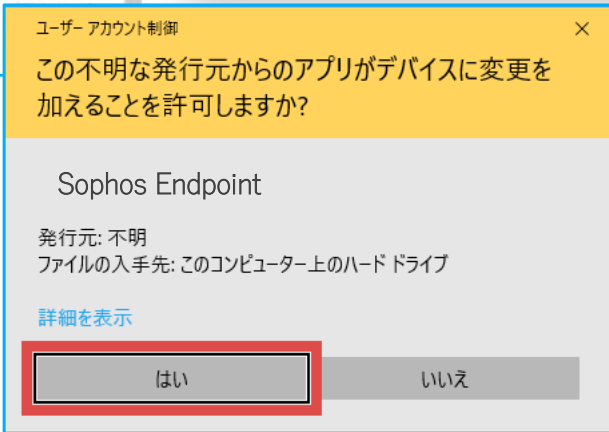 ユーザー アカウント制御
この不明な発行元からのアプリがデバイスに変更を
加えることを許可しますか?
Sophos Endpoint
発行元: 不明
ファイルの入手先: このコンピューター上のハード ドライブ
詳細を表示
はい
いいえ